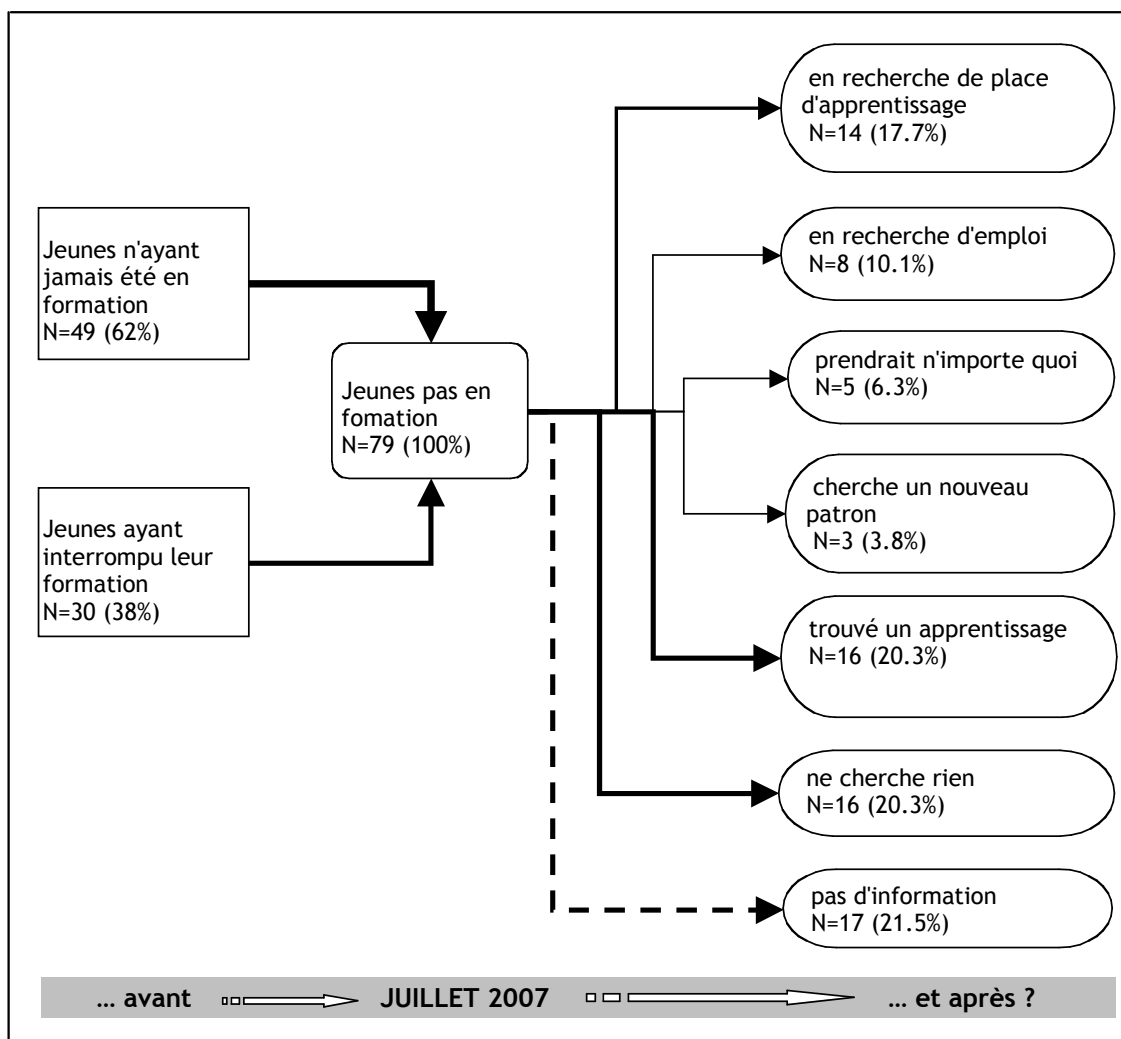 en recherche de place
d'apprentissage
N=14 (17.7%)
Jeunes n'ayant
jamais été en
formation
N=49 (62%)
en recherche d'emploi
N=8 (10.1%)
prendrait n'importe quoi
N=5 (6.3%)
Jeunes pas en
fomation
N=79 (100%)
cherche un nouveau
patron
N=3 (3.8%)
Jeunes ayant
interrompu leur
formation
N=30 (38%)
trouvé un apprentissage
N=16 (20.3%)
ne cherche rien
N=16 (20.3%)
pas d'information
N=17 (21.5%)
... avant JUILLET 2007 ... et après ?